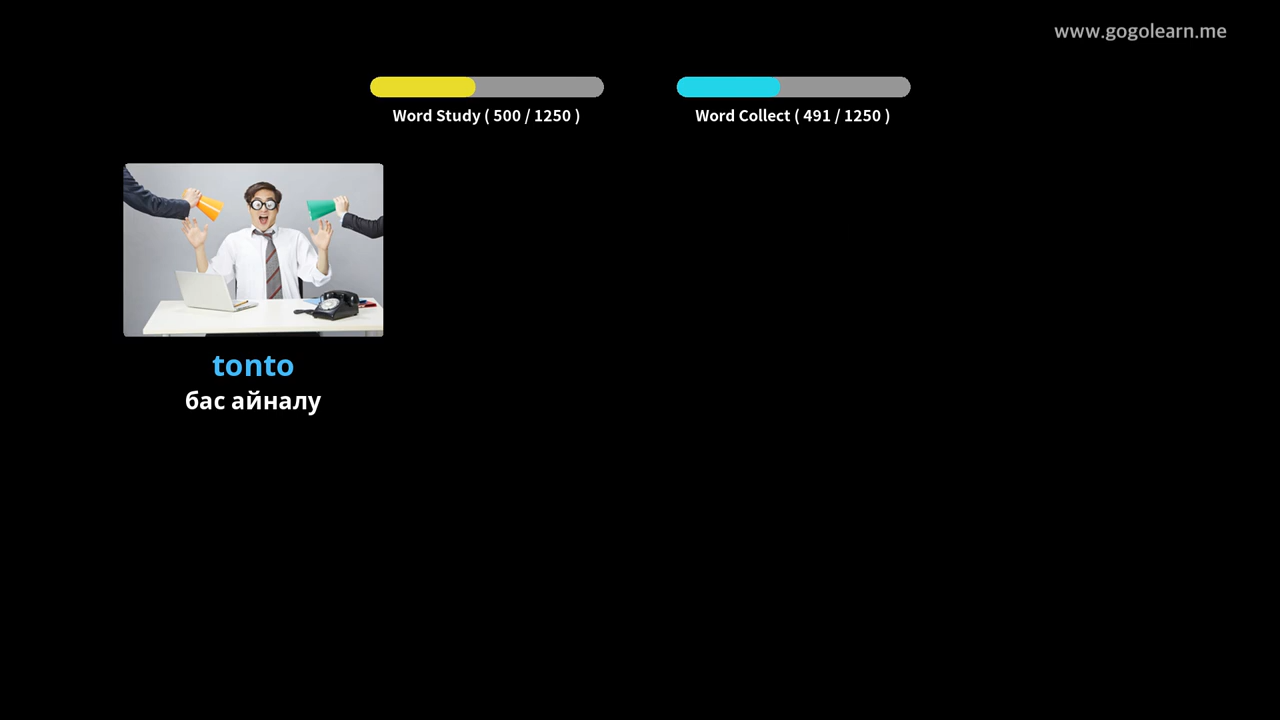 www.gogolearn.me
Word Study ( 500 / 1250 )
Word Collect ( 491 / 1250 )
tonto
бас айналу